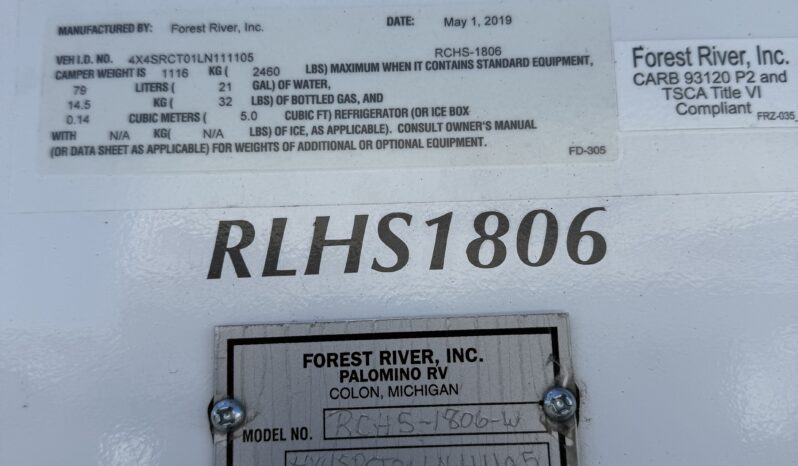 MANUFACTURED BY: Forest River, Inc. DATE: May 1, 2019
VEH I.D. NO. 4X4SRCT01LN111105 RCHS-1806
CAMPER WEIGHT IS 1116 KG ( 2460 LBS) MAXIMUM WHEN IT CONTAINS STANDARD EQUIPMENT,
79 LITERS ( 21 GAL) OF WATER,
14.5 KG ( 32 LBS) OF BOTTLED GAS, AND
0.14 CUBIC METERS ( 5.0 CUBIC FT) REFRIGERATOR (OR ICE BOX
WITH N/A KG( N/A LBS) OF ICE, AS APPLICABLE). CONSULT OWNER'S MANUAL
(OR DATA SHEET AS APPLICABLE) FOR WEIGHTS OF ADDITIONAL OR OPTIONAL EQUIPMENT.
FD-305
Forest River, Inc.
CARB 93120 P2 and
TSCA Title VI
Compliant
FRZ-035
RLHS1806
FOREST RIVER, INC.
PALOMINO RV
COLON, MICHIGAN
MODEL NO. RCHS-1806-W
4X4SRCT01LN111105